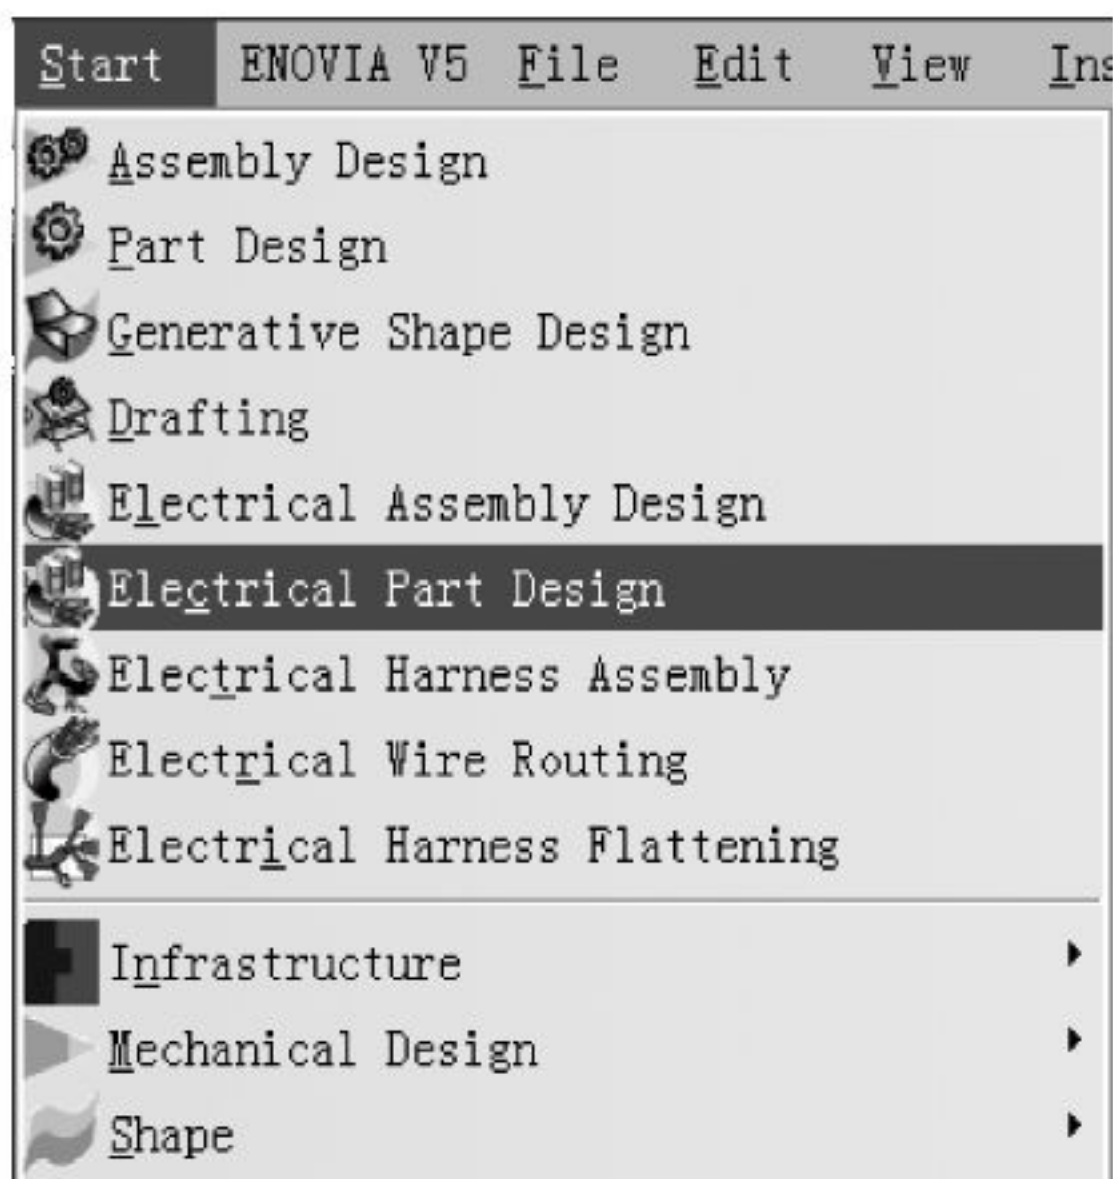 Start ENOVIA V5 File Edit View Ins
Assembly Design
Part Design
Generative Shape Design
Drafting
Electrical Assembly Design
Electrical Part Design
Electrical Harness Assembly
Electrical Wire Routing
Electrical Harness Flattening
Infrastructure
Mechanical Design
Shape